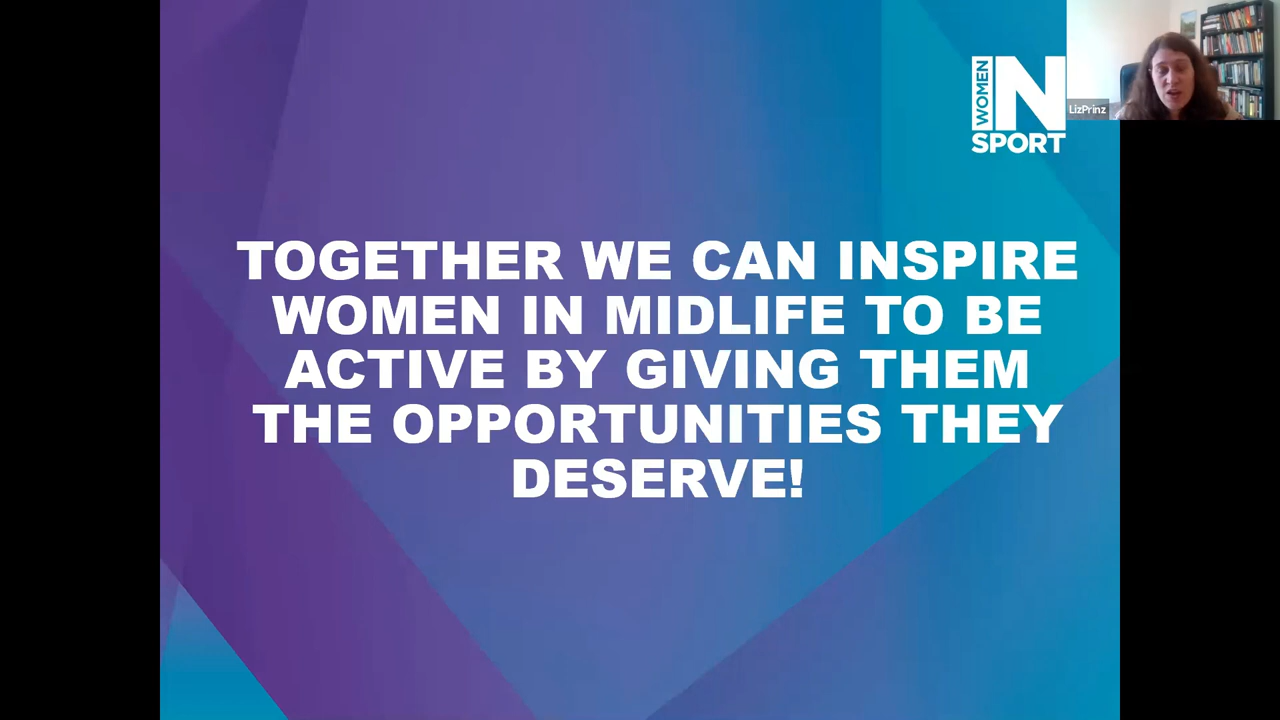 WOMEN
IN
SPORT
LizPrinz
TOGETHER WE CAN INSPIRE
WOMEN IN MIDLIFE TO BE
ACTIVE BY GIVING THEM
THE OPPORTUNITIES THEY
DESERVE!